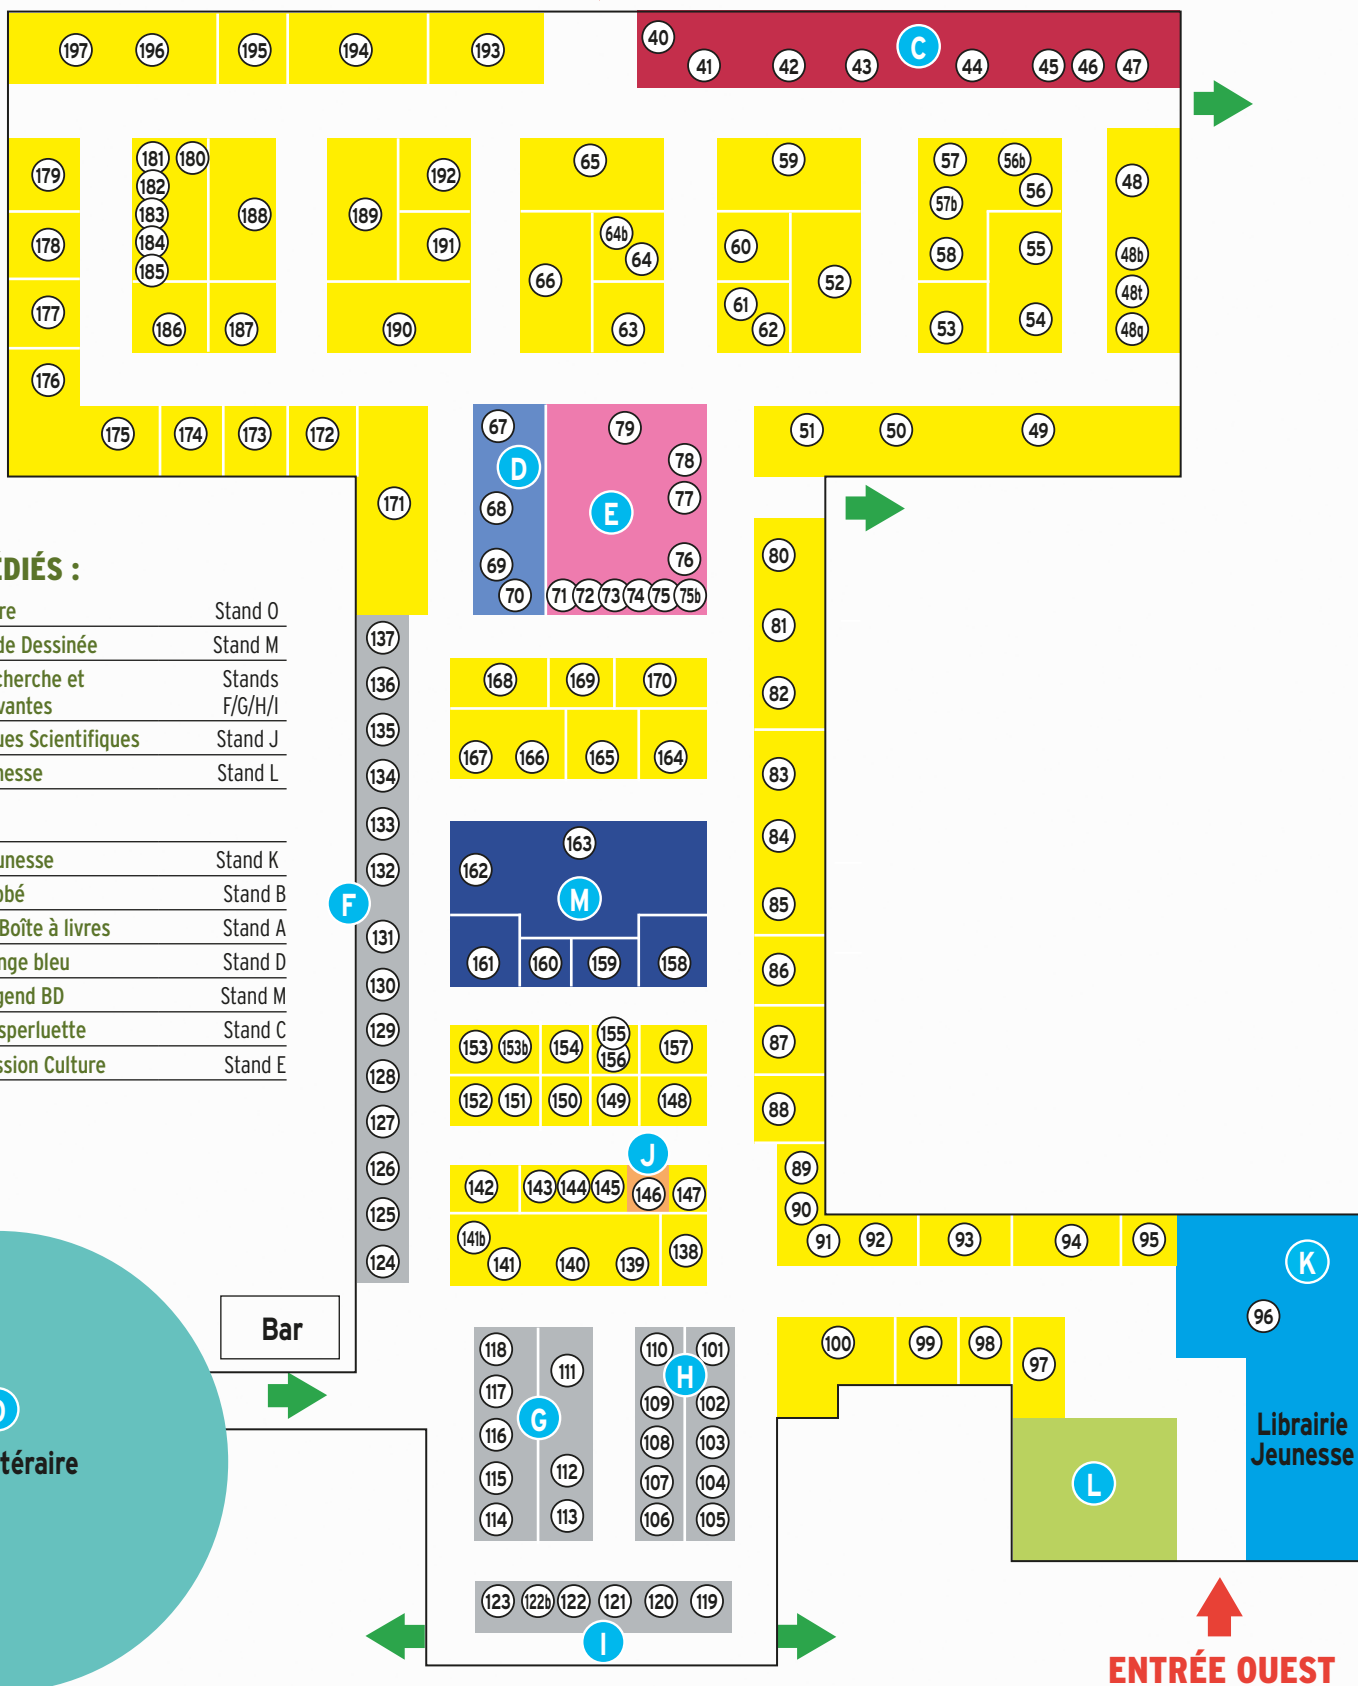 197 196 195 194 193 40 41 42 43 C 44 45 46 47
179 181 180 182 183 184 185 188 189 192 191 65 64b 64 66 59 60 52 57 56b 56 57b 58 55 48
178 48b
177 186 187 190 63 61 62 53 54 48t
48q
176
175 174 173 172 67 79 51 50 49
D 78
171 68 E 77
69 76
70 71 72 73 74 75 75b
ÉDIÉS :
re Stand O
de Dessinée Stand M
cherche et Stands
vantes F/G/H/I
ues Scientifiques Stand J
nesse Stand L
unesse Stand K
bbé Stand B
Boîte à livres Stand A
nge bleu Stand D
gend BD Stand M
sperluette Stand C
ssion Culture Stand E
137
136
135
134
133
132
F
131
130
129
128
127
126
125
124
168 169 170
167 166 165 164
163
162 M
161 160 159 158
153 153b 154 155 156 157
152 151 150 149 148
J
142 143 144 145 146 147
141b 141 140 139 138
80
81
82
83
84
85
86
87
88
89
90
91 92 93 94 95 K
96
100 99 98 97
Librairie
Jeunesse
L
Bar
téraire
118 111 110 101
117 G H
116 109 102
115 112 108 103
114 113 107 104
106 105
123 122b 122 121 120 119
I
ENTRÉE OUEST